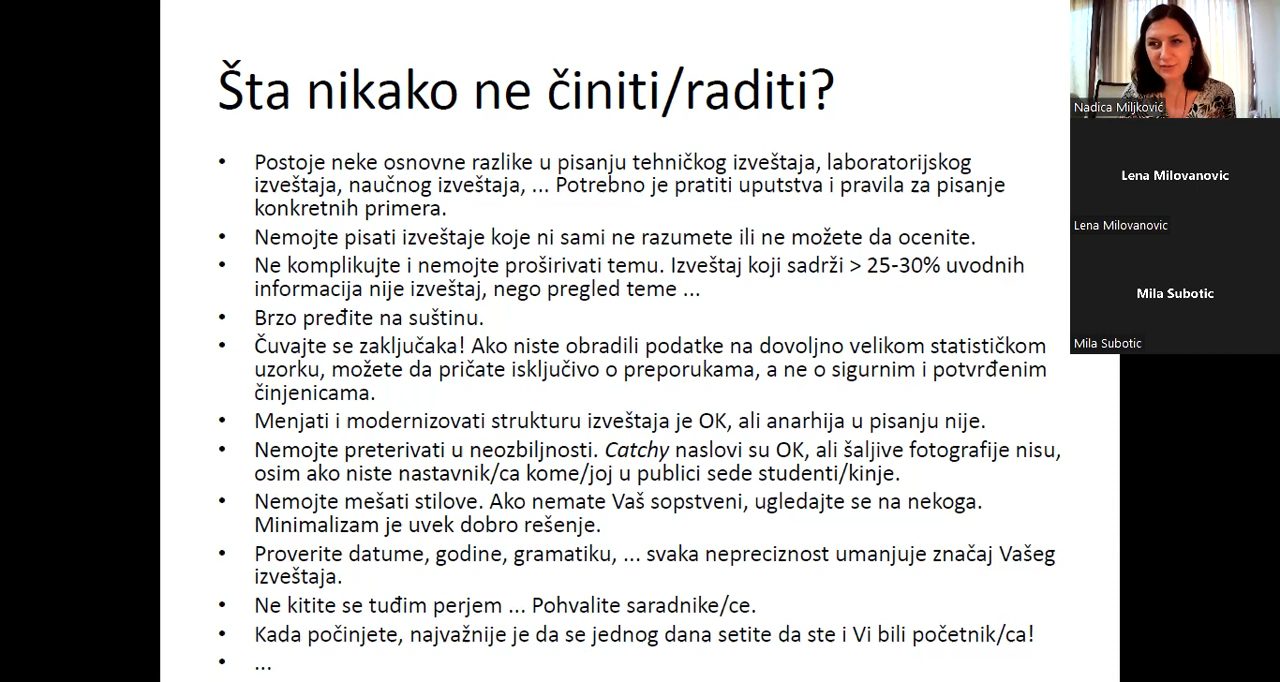 Šta nikako ne činiti/raditi?
• Postoje neke osnovne razlike u pisanju tehničkog izveštaja, laboratorijskog
izveštaja, naučnog izveštaja, ... Potrebno je pratiti uputstva i pravila za pisanje
konkretnih primera.
• Nemojte pisati izveštaje koje ni sami ne razumete ili ne možete da ocenite.
• Ne komplikujte i nemojte proširivati temu. Izveštaj koji sadrži > 25-30% uvodnih
informacija nije izveštaj, nego pregled teme ...
• Brzo pređite na suštinu.
• Čuvajte se zaključaka! Ako niste obradili podatke na dovoljno velikom statističkom
uzorku, možete da pričate isključivo o preporukama, a ne o sigurnim i potvrđenim
činjenicama.
• Menjati i modernizovati strukturu izveštaja je OK, ali anarhija u pisanju nije.
• Nemojte preterivati u neozbiljnosti. Catchy naslovi su OK, ali šaljive fotografije nisu,
osim ako niste nastavnik/ca kome/joj u publici sede studenti/kinje.
• Nemojte mešati stilove. Ako nemate Vaš sopstveni, ugledajte se na nekoga.
Minimalizam je uvek dobro rešenje.
• Proverite datume, godine, gramatiku, ... svaka nepreciznost umanjuje značaj Vašeg
izveštaja.
• Ne kitite se tuđim perjem ... Pohvalite saradnike/ce.
• Kada počinjete, najvažnije je da se jednog dana setite da ste i Vi bili početnik/ca!
• ...
Nadica Miljković
Lena Milovanovic
Lena Milovanovic
Mila Subotic
Mila Subotic